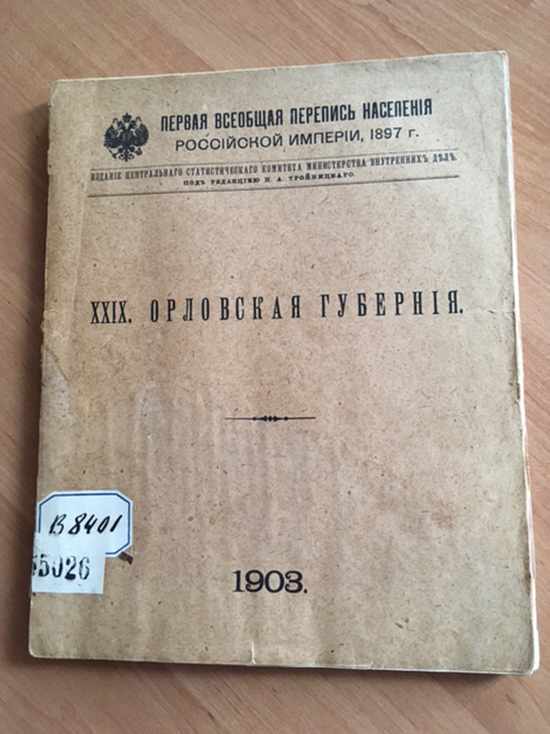 ПЕРВАЯ ВСЕОБЩАЯ ПЕРЕПИСЬ НАСЕЛЕНІЯ
РОССІЙСКОЙ ИМПЕРІИ, 1897 г.
ИЗДАНІЕ ЦЕНТРАЛЬНАГО СТАТИСТИЧЕСКАГО КОМИТЕТА МИНИСТЕРСТВА ВНУТРЕННИХЪ ДѢЛЪ.
ПОДЪ РЕДАКЦІЕЮ Н. А. ТРОЙНИЦКАГО.
XXIX. ОРЛОВСКАЯ ГУБЕРНІЯ.
В 8401
5026
1903.